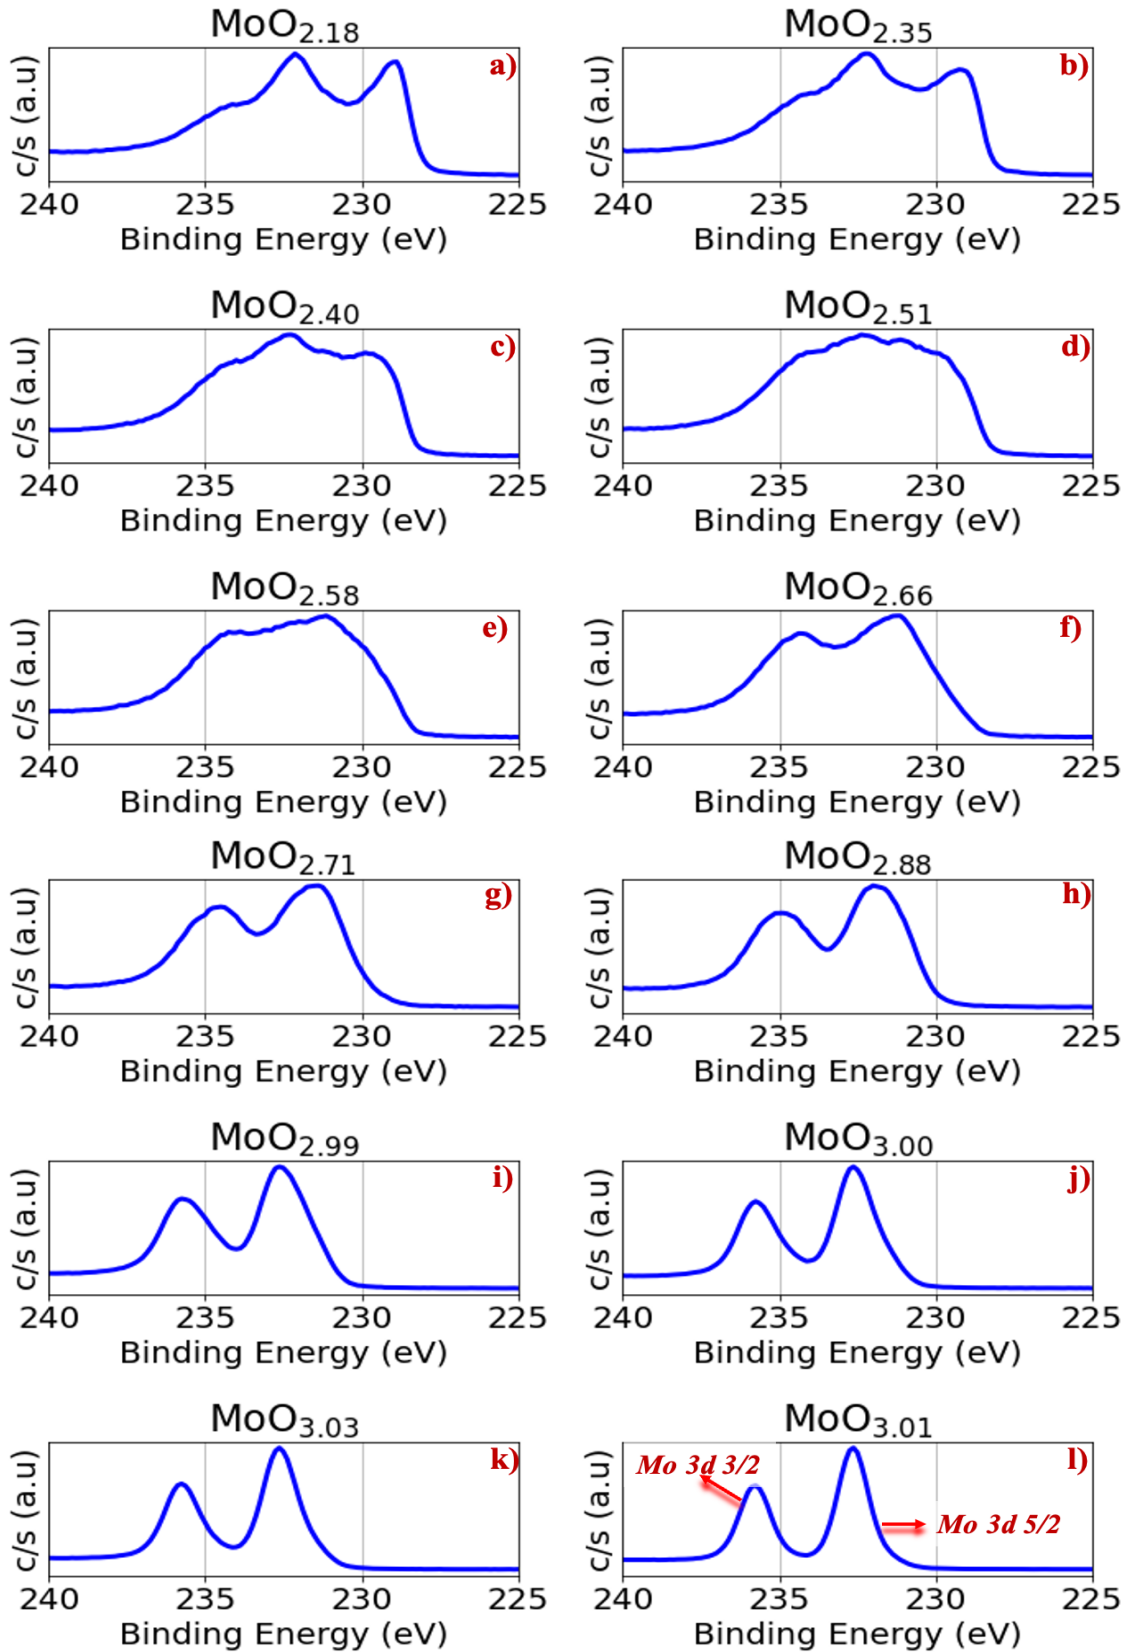 MoO2.18 MoO2.35
c/s (a.u) a) c/s (a.u) b)
240 235 230 225 240 235 230 225
Binding Energy (eV) Binding Energy (eV)
MoO2.40 MoO2.51
c/s (a.u) c) c/s (a.u) d)
240 235 230 225 240 235 230 225
Binding Energy (eV) Binding Energy (eV)
MoO2.58 MoO2.66
c/s (a.u) e) c/s (a.u) f)
240 235 230 225 240 235 230 225
Binding Energy (eV) Binding Energy (eV)
MoO2.71 MoO2.88
c/s (a.u) g) c/s (a.u) h)
240 235 230 225 240 235 230 225
Binding Energy (eV) Binding Energy (eV)
MoO2.99 MoO3.00
c/s (a.u) i) c/s (a.u) j)
240 235 230 225 240 235 230 225
Binding Energy (eV) Binding Energy (eV)
MoO3.03 MoO3.01
c/s (a.u) k) c/s (a.u) Mo 3d 3/2 l)
Mo 3d 5/2
240 235 230 225 240 235 230 225
Binding Energy (eV) Binding Energy (eV)